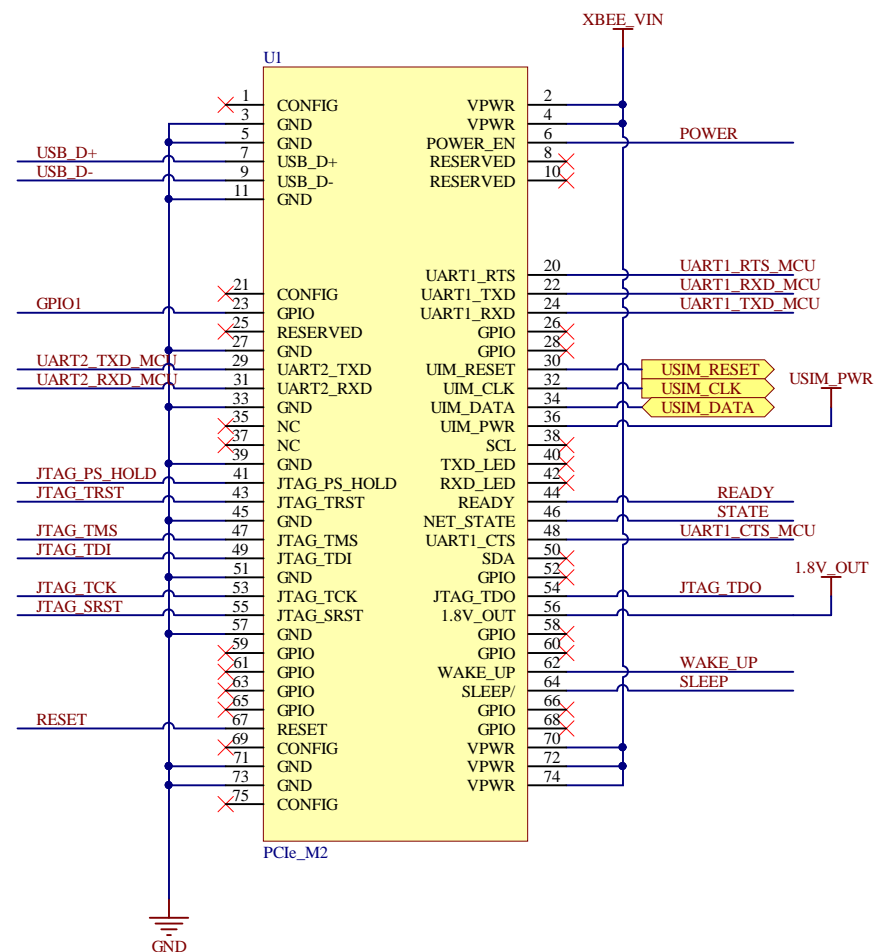 XBEE_VIN
U1
1 CONFIG VPWR 2
3 GND VPWR 4
5 GND POWER_EN 6 POWER
USB_D+ 7 USB_D+ RESERVED 8
USB_D- 9 USB_D- RESERVED 10
11 GND
UART1_RTS 20 UART1_RTS_MCU
21 CONFIG UART1_TXD 22 UART1_RXD_MCU
GPIO1 23 GPIO UART1_RXD 24 UART1_TXD_MCU
25 RESERVED GPIO 26
27 GND GPIO 28
UART2_TXD_MCU 29 UART2_TXD UIM_RESET 30 USIM_RESET
UART2_RXD_MCU 31 UART2_RXD UIM_CLK 32 USIM_CLK USIM_PWR
33 GND UIM_DATA 34 USIM_DATA
35 NC UIM_PWR 36
37 NC SCL 38
39 GND TXD_LED 40
JTAG_PS_HOLD 41 JTAG_PS_HOLD RXD_LED 42
JTAG_TRST 43 JTAG_TRST READY 44 READY
45 GND NET_STATE 46 STATE
JTAG_TMS 47 JTAG_TMS UART1_CTS 48 UART1_CTS_MCU
JTAG_TDI 49 JTAG_TDI SDA 50
51 GND GPIO 52 1.8V_OUT
JTAG_TCK 53 JTAG_TCK JTAG_TDO 54 JTAG_TDO
JTAG_SRST 55 JTAG_SRST 1.8V_OUT 56
57 GND GPIO 58
59 GPIO GPIO 60
61 GPIO WAKE_UP 62 WAKE_UP
63 GPIO SLEEP/ 64 SLEEP
65 GPIO GPIO 66
RESET 67 RESET GPIO 68
69 CONFIG VPWR 70
71 GND VPWR 72
73 GND VPWR 74
75 CONFIG
PCIe_M2
GND